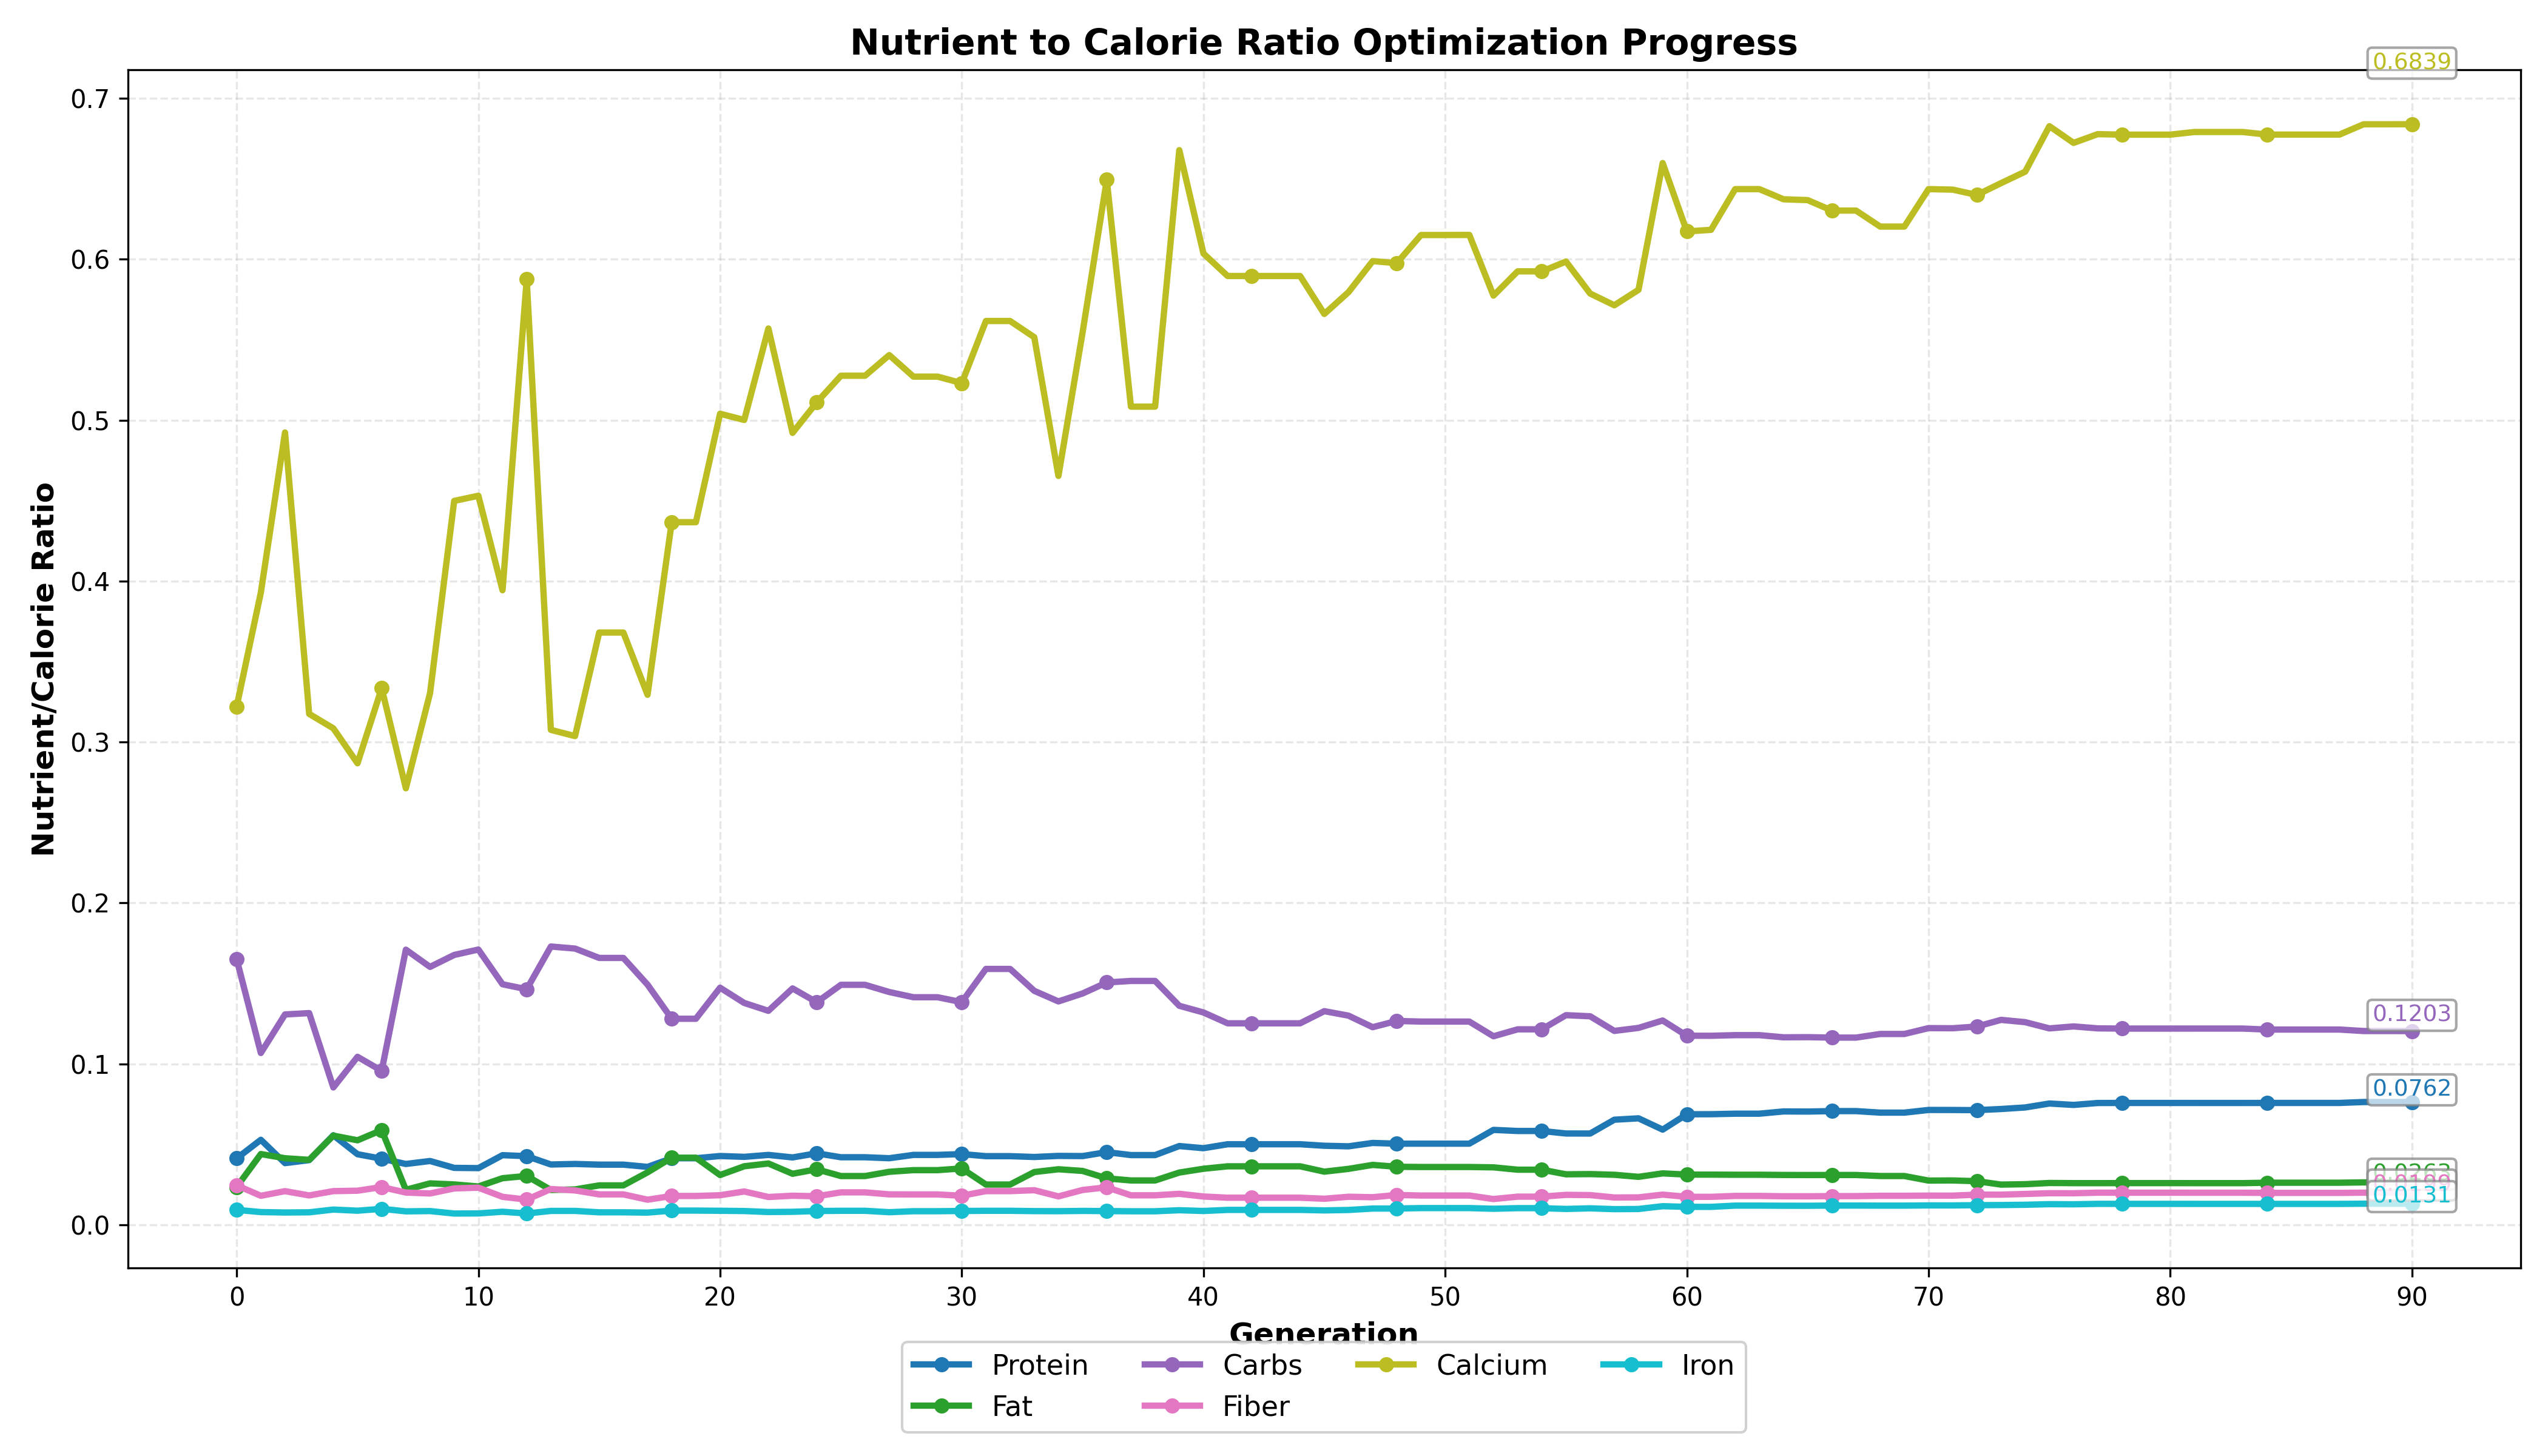 Nutrient to Calorie Ratio Optimization Progress
0.6839
0.7
0.6
0.5
0.4
0.3
0.2
0.1
0.0
Nutrient/Calorie Ratio
0.1203
0.0762
0.0131
0 10 20 30 40 50 60 70 80 90
Generation
Protein Carbs Calcium Iron
Fat Fiber